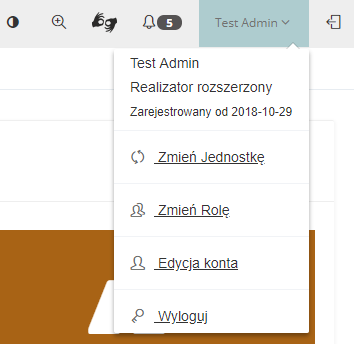 5
Test Admin
Test Admin
Realizator rozszerzony
Zarejestrowany od 2018-10-29
Zmień Jednostkę
Zmień Rolę
Edycja konta
Wyloguj